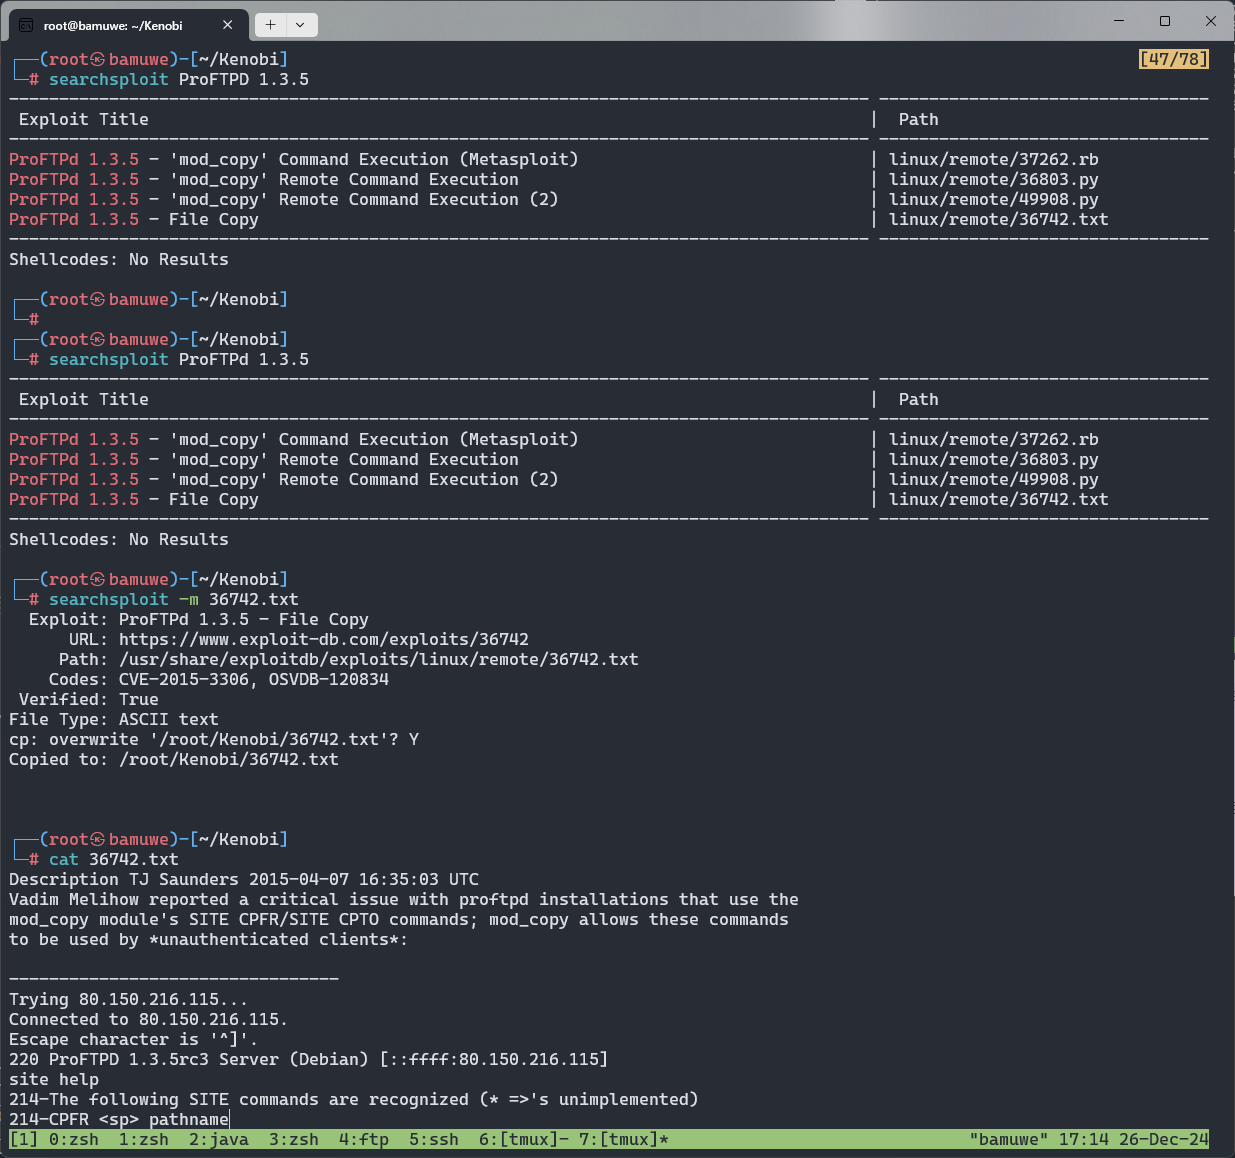 root@bamuwe: ~/Kenobi
┌──(root㉿bamuwe)-[~/Kenobi] [47/78]
└─# searchsploit ProFTPD 1.3.5
Exploit Title | Path
ProFTPd 1.3.5 - 'mod_copy' Command Execution (Metasploit) | linux/remote/37262.rb
ProFTPd 1.3.5 - 'mod_copy' Remote Command Execution | linux/remote/36803.py
ProFTPd 1.3.5 - 'mod_copy' Remote Command Execution (2) | linux/remote/49908.py
ProFTPd 1.3.5 - File Copy | linux/remote/36742.txt
Shellcodes: No Results
┌──(root㉿bamuwe)-[~/Kenobi]
└─#
┌──(root㉿bamuwe)-[~/Kenobi]
└─# searchsploit ProFTPd 1.3.5
Exploit Title | Path
ProFTPd 1.3.5 - 'mod_copy' Command Execution (Metasploit) | linux/remote/37262.rb
ProFTPd 1.3.5 - 'mod_copy' Remote Command Execution | linux/remote/36803.py
ProFTPd 1.3.5 - 'mod_copy' Remote Command Execution (2) | linux/remote/49908.py
ProFTPd 1.3.5 - File Copy | linux/remote/36742.txt
Shellcodes: No Results
┌──(root㉿bamuwe)-[~/Kenobi]
└─# searchsploit -m 36742.txt
Exploit: ProFTPd 1.3.5 - File Copy
URL: https://www.exploit-db.com/exploits/36742
Path: /usr/share/exploitdb/exploits/linux/remote/36742.txt
Codes: CVE-2015-3306, OSVDB-120834
Verified: True
File Type: ASCII text
cp: overwrite '/root/Kenobi/36742.txt'? Y
Copied to: /root/Kenobi/36742.txt
┌──(root㉿bamuwe)-[~/Kenobi]
└─# cat 36742.txt
Description TJ Saunders 2015-04-07 16:35:03 UTC
Vadim Melihow reported a critical issue with proftpd installations that use the
mod_copy module's SITE CPFR/SITE CPTO commands; mod_copy allows these commands
to be used by *unauthenticated clients*:
---------------------------------
Trying 80.150.216.115...
Connected to 80.150.216.115.
Escape character is '^]'.
220 ProFTPD 1.3.5rc3 Server (Debian) [::ffff:80.150.216.115]
site help
214-The following SITE commands are recognized (* =>'s unimplemented)
214-CPFR <sp> pathname
[1] 0:zsh 1:zsh 2:java 3:zsh 4:ftp 5:ssh 6:[tmux]- 7:[tmux]* "bamuwe" 17:14 26-Dec-24